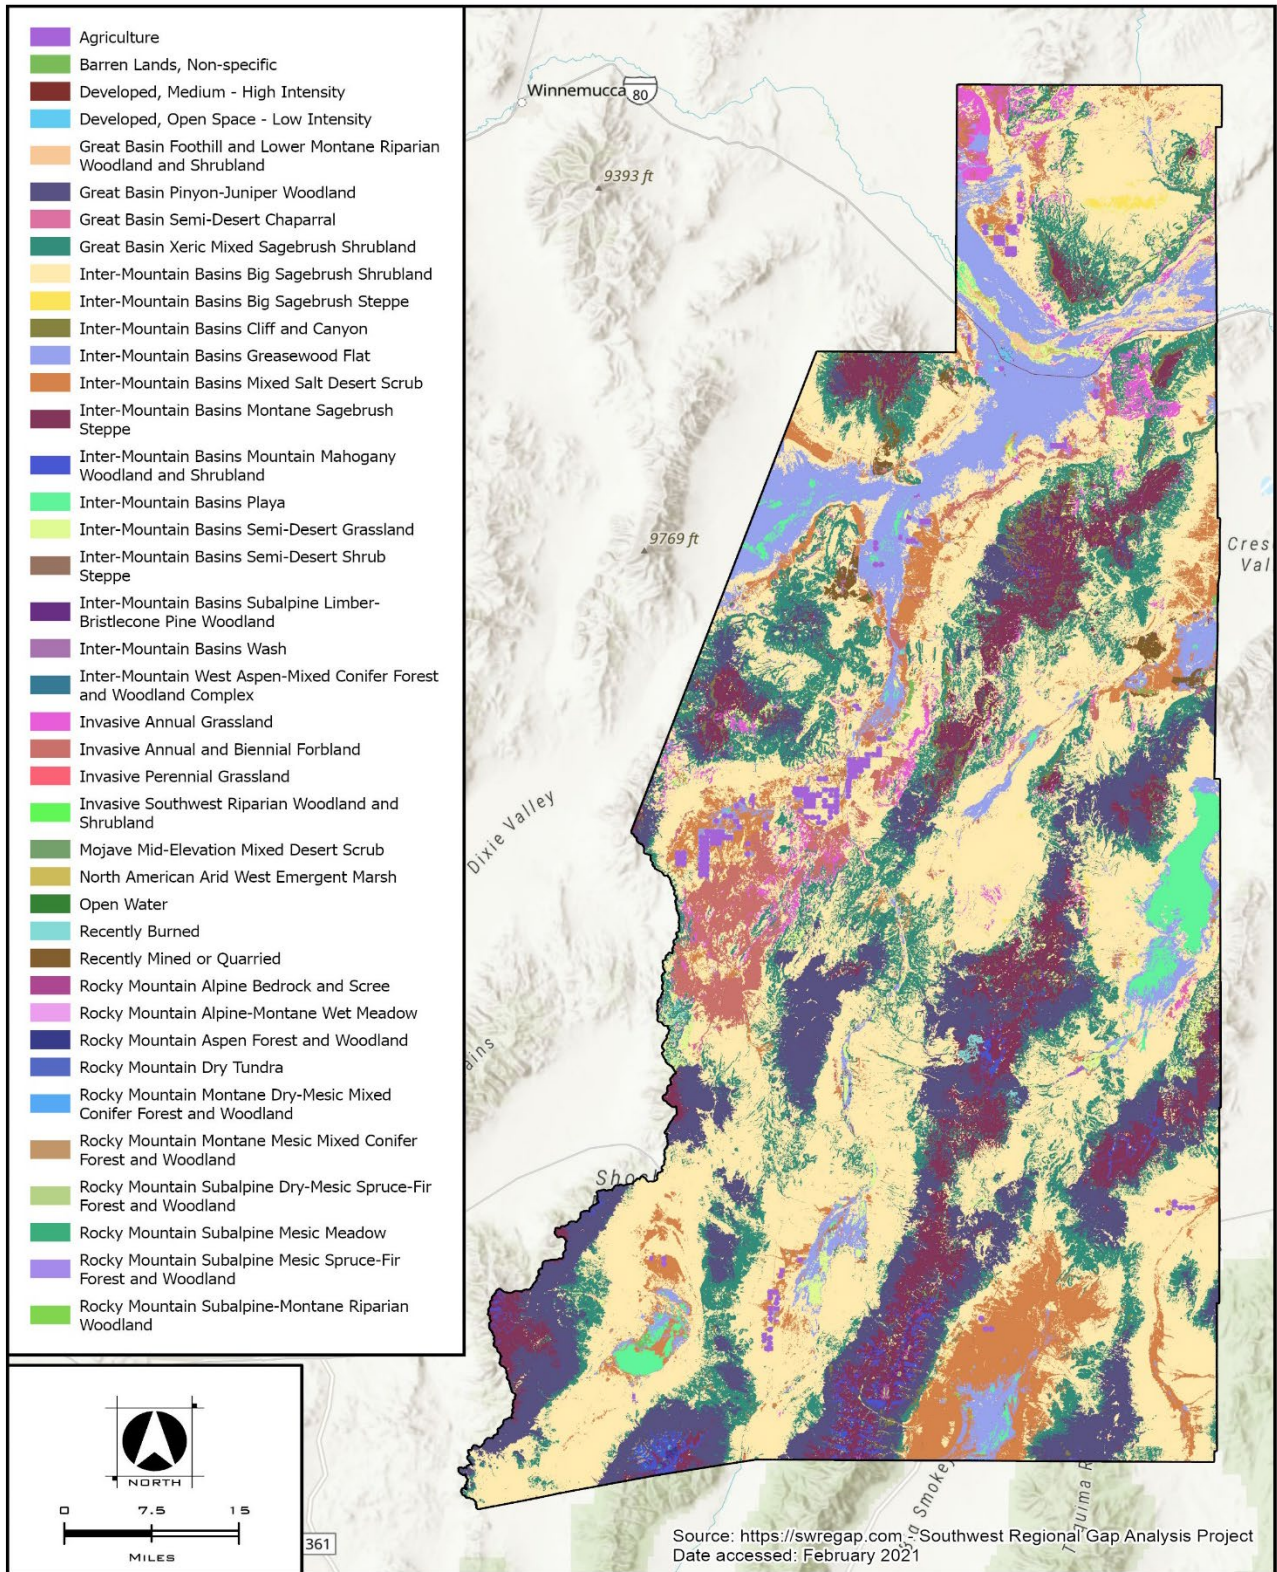 Agriculture
Barren Lands, Non-specific
Developed, Medium - High Intensity
Developed, Open Space - Low Intensity
Great Basin Foothill and Lower Montane Riparian
Woodland and Shrubland
Great Basin Pinyon-Juniper Woodland
Great Basin Semi-Desert Chaparral
Great Basin Xeric Mixed Sagebrush Shrubland
Inter-Mountain Basins Big Sagebrush Shrubland
Inter-Mountain Basins Big Sagebrush Steppe
Inter-Mountain Basins Cliff and Canyon
Inter-Mountain Basins Greasewood Flat
Inter-Mountain Basins Mixed Salt Desert Scrub
Inter-Mountain Basins Montane Sagebrush
Steppe
Inter-Mountain Basins Mountain Mahogany
Woodland and Shrubland
Inter-Mountain Basins Playa
Inter-Mountain Basins Semi-Desert Grassland
Inter-Mountain Basins Semi-Desert Shrub
Steppe
Inter-Mountain Basins Subalpine Limber-
Bristlecone Pine Woodland
Inter-Mountain Basins Wash
Inter-Mountain West Aspen-Mixed Conifer Forest
and Woodland Complex
Invasive Annual Grassland
Invasive Annual and Biennial Forbland
Invasive Perennial Grassland
Invasive Southwest Riparian Woodland and
Shrubland
Mojave Mid-Elevation Mixed Desert Scrub
North American Arid West Emergent Marsh
Open Water
Recently Burned
Recently Mined or Quarried
Rocky Mountain Alpine Bedrock and Scree
Rocky Mountain Alpine-Montane Wet Meadow
Rocky Mountain Aspen Forest and Woodland
Rocky Mountain Dry Tundra
Rocky Mountain Montane Dry-Mesic Mixed
Conifer Forest and Woodland
Rocky Mountain Montane Mesic Mixed Conifer
Forest and Woodland
Rocky Mountain Subalpine Dry-Mesic Spruce-Fir
Forest and Woodland
Rocky Mountain Subalpine Mesic Meadow
Rocky Mountain Subalpine Mesic Spruce-Fir
Forest and Woodland
Rocky Mountain Subalpine-Montane Riparian
Woodland
NORTH
0 7.5 15
MILES
Winnemucca
80
9393 ft
9769 ft
Cres
Val
Dixie Valley
ains
Shos
361
Smokey
Source: https://swregap.com - Southwest Regional Gap Analysis Project
Date accessed: February 2021